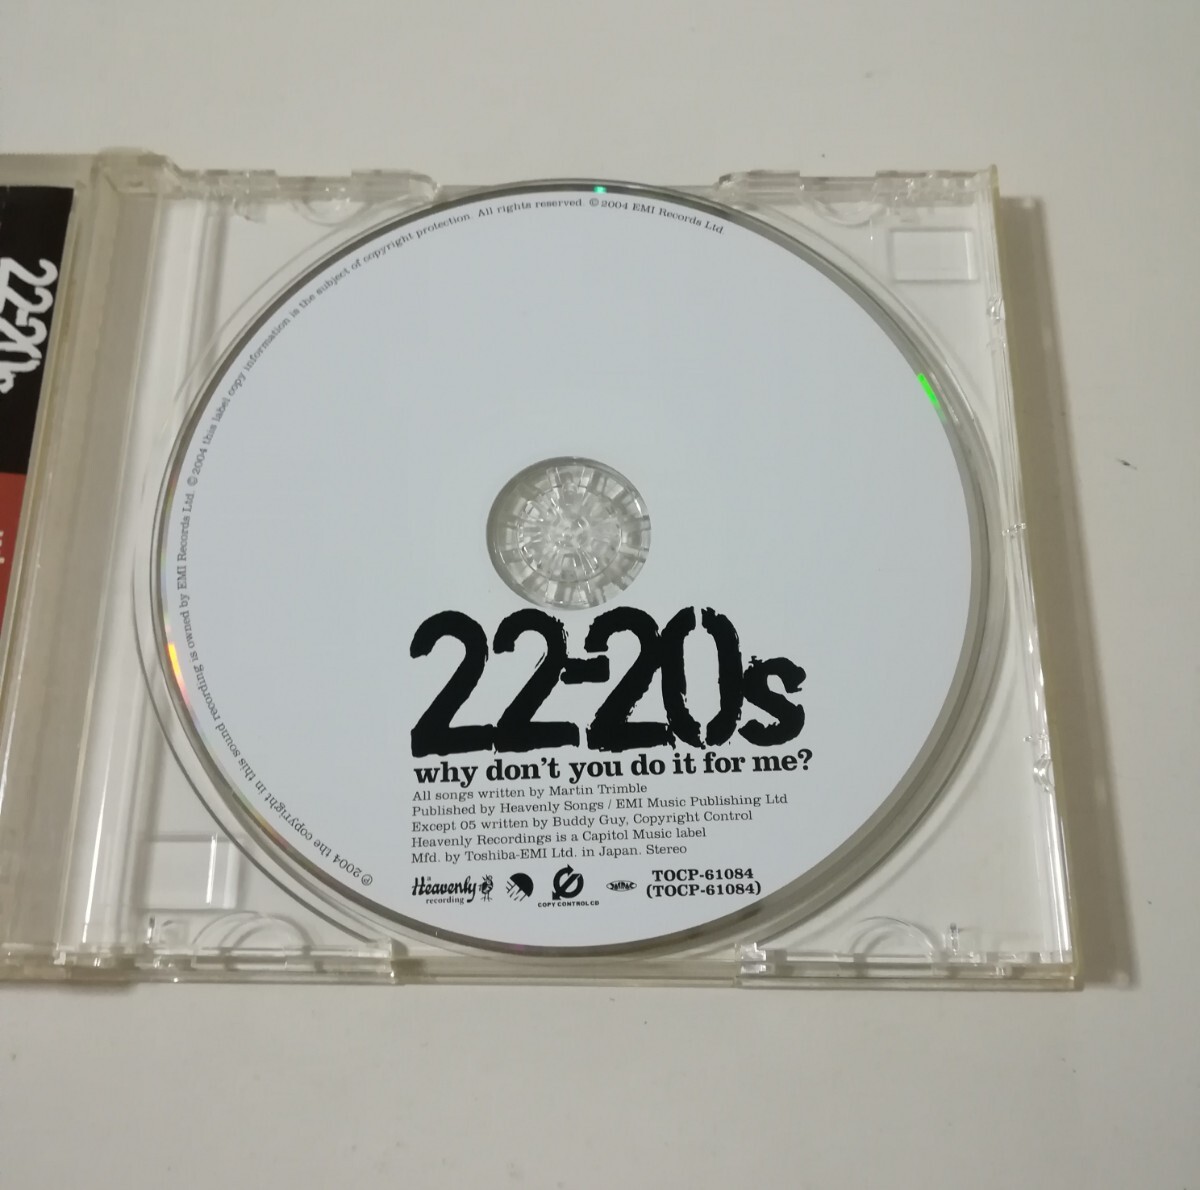 22-20s
Ⓟ 2004 the copyright in this sound recording is owned by EMI Records Ltd. © 2004 this label copy information is the subject of copyright protection. All rights reserved. © 2004 EMI Records Ltd.
22-20s
why don't you do it for me?
All songs written by Martin Trimble
Published by Heavenly Songs / EMI Music Publishing Ltd
Except 05 written by Buddy Guy, Copyright Control
Heavenly Recordings is a Capitol Music label
Mfd. by Toshiba-EMI Ltd. in Japan. Stereo
a Heavenly
recording
COPY CONTROL CD
TOCP-61084
(TOCP-61084)